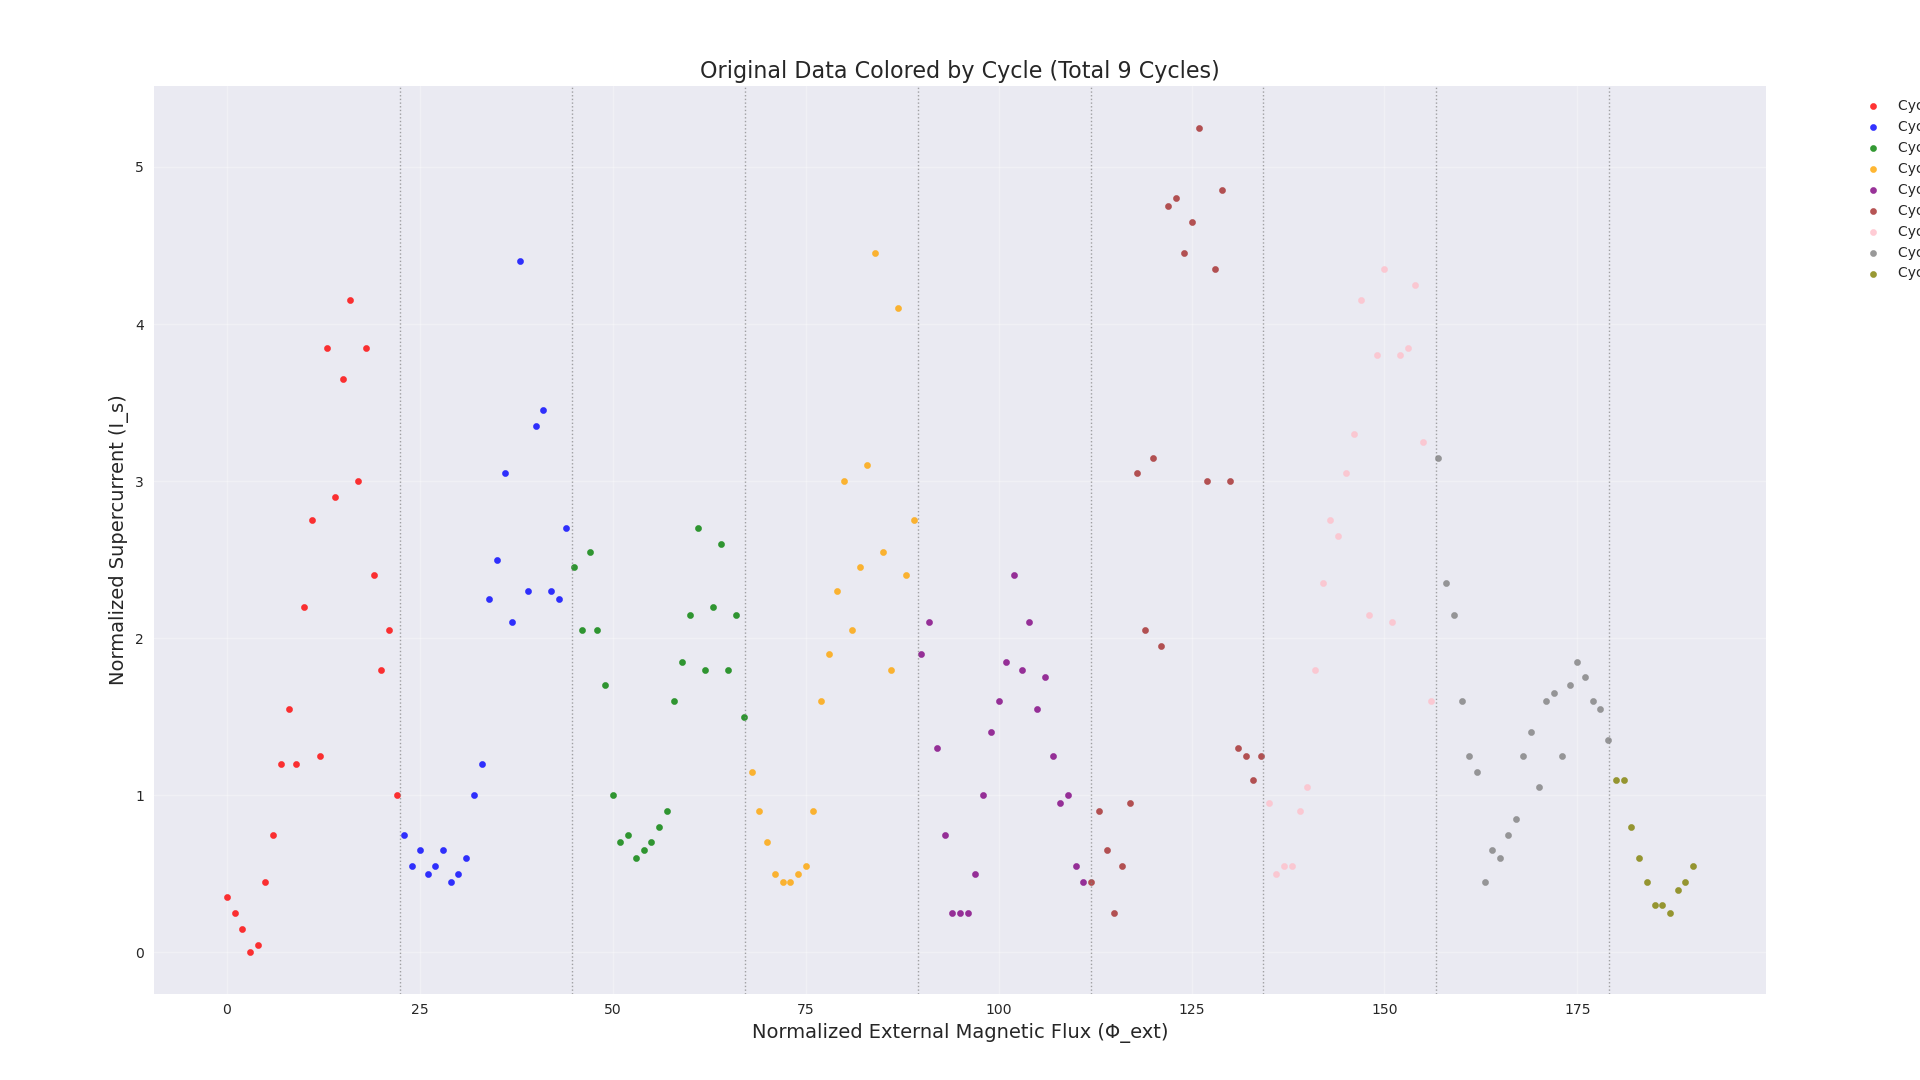 Original Data Colored by Cycle (Total 9 Cycles)
Normalized Supercurrent (I_s)
5
4
3
2
1
0
0 25 50 75 100 125 150 175
Normalized External Magnetic Flux (Φ_ext)
Cyc
Cyc
Cyc
Cyc
Cyc
Cyc
Cyc
Cyc
Cyc